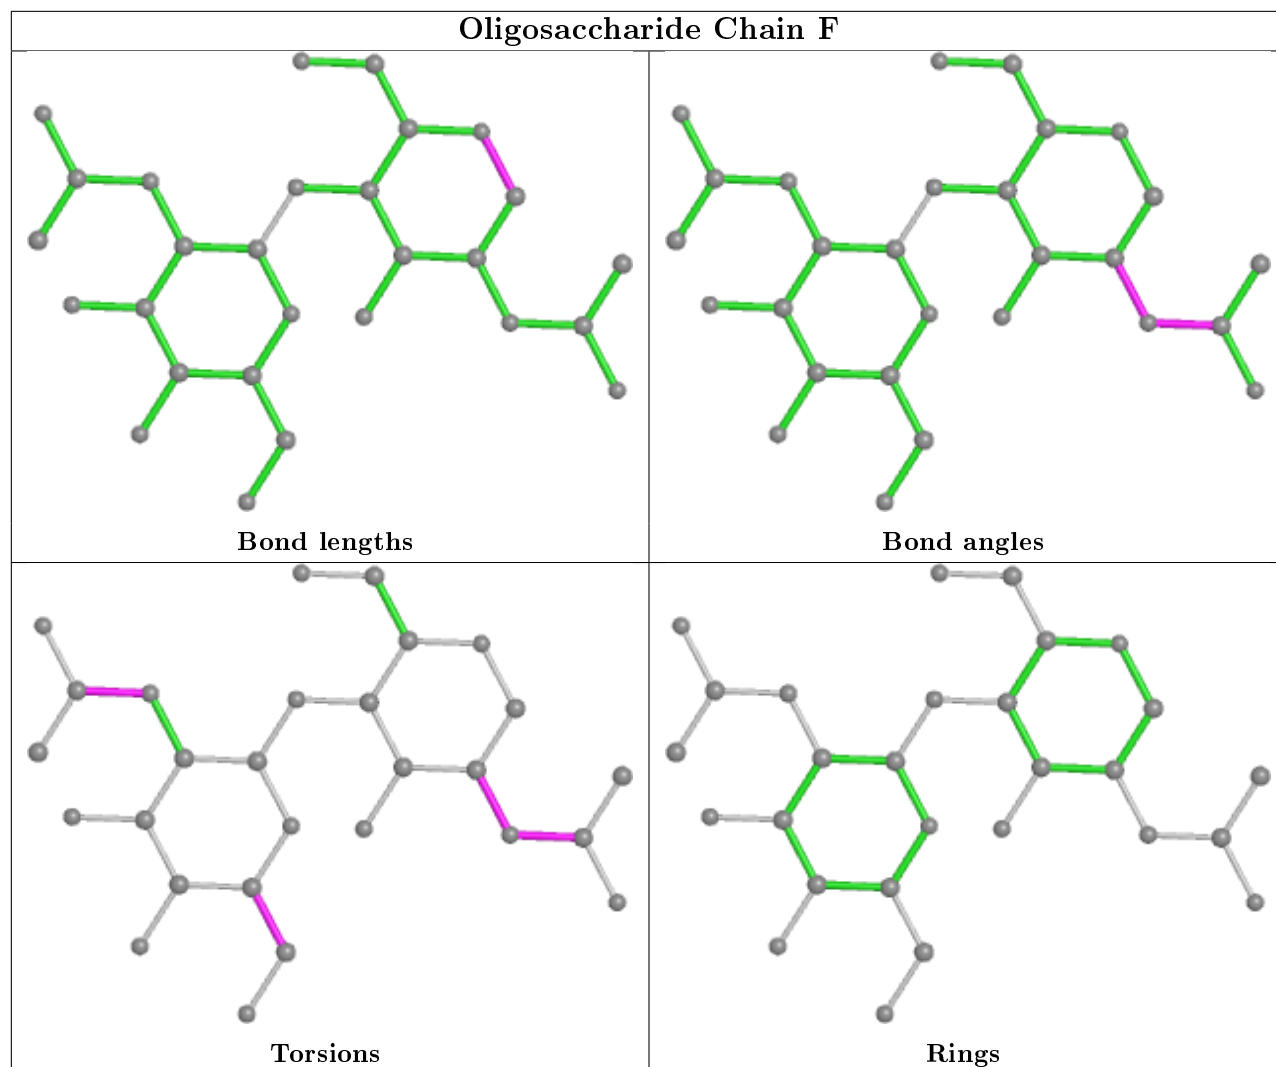 Oligosaccharide Chain F
Bond lengths
Bond angles
Torsions
Rings